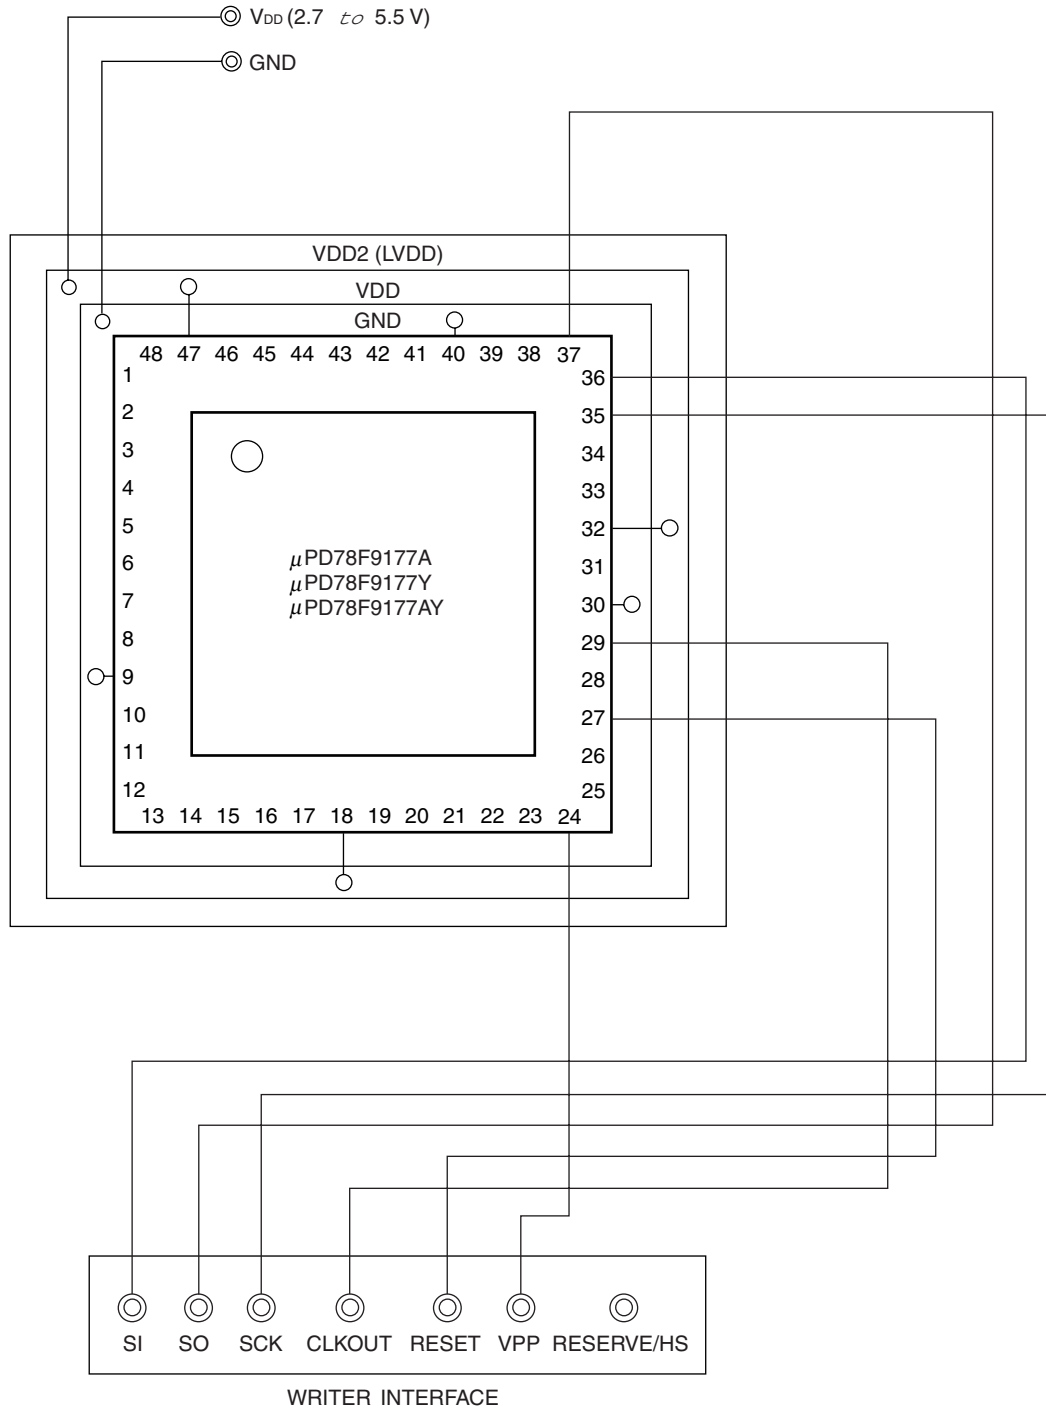 VDD (2.7 to 5.5 V)
GND
VDD2 (LVDD)
VDD
GND
48 47 46 45 44 43 42 41 40 39 38 37
1
2
3
4
5
6
7
8
9
10
11
12
36
35
34
33
32
31
30
29
28
27
26
25
μPD78F9177A
μPD78F9177Y
μPD78F9177AY
13 14 15 16 17 18 19 20 21 22 23 24
SI SO SCK CLKOUT RESET VPP RESERVE/HS
WRITER INTERFACE